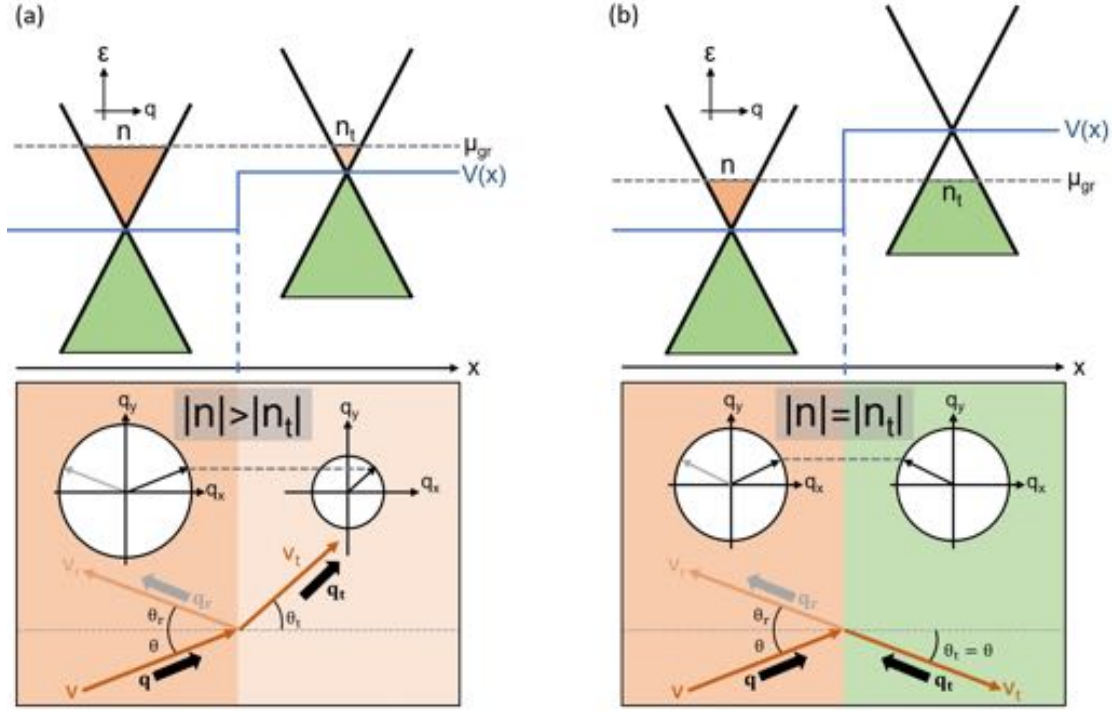 (a)
ε
q
n
n_t
μ_gr
V(x)
x
|n|>|n_t|
q_y
q_x
q_y
q_x
v_r
q_r
v_t
q_t
θ_r
θ
θ_t
v
q
(b)
ε
q
n
n_t
V(x)
μ_gr
x
|n|=|n_t|
q_y
q_x
q_y
q_x
v_r
q_r
θ_r
θ
θ_t = θ
v
q
q_t
v_t